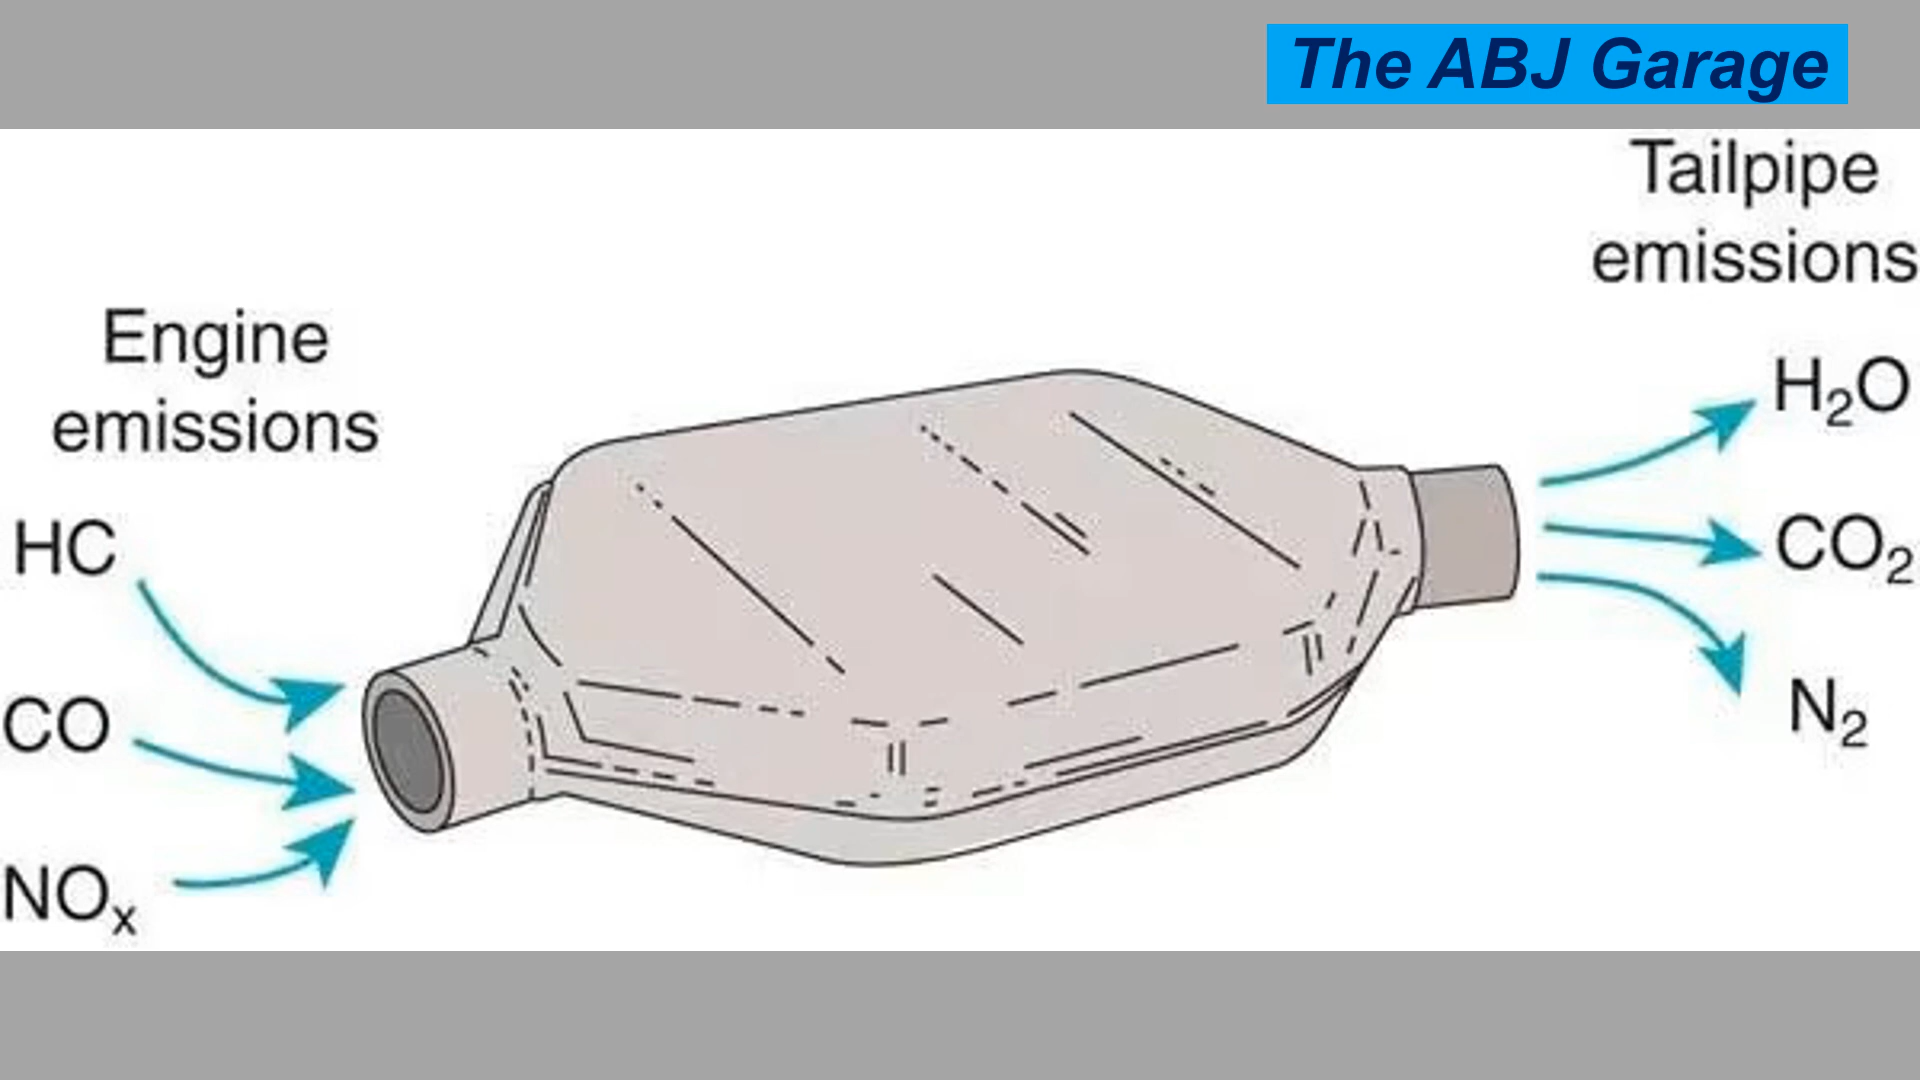 The ABJ Garage
Tailpipe
emissions
Engine
emissions
HC
CO
NOₓ
H₂O
CO₂
N₂